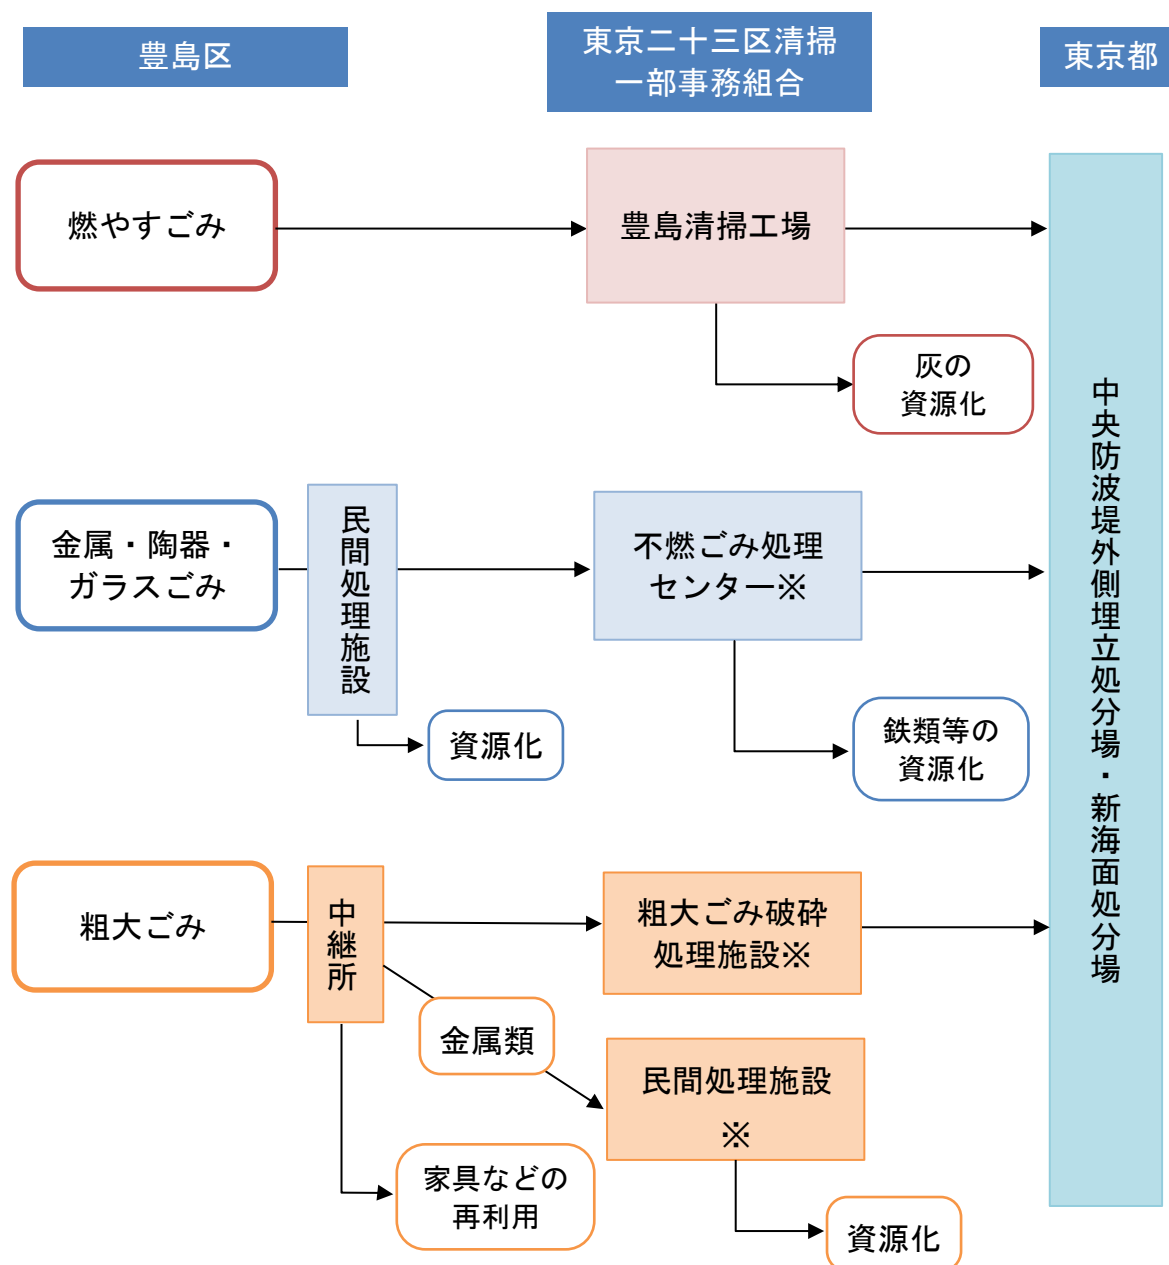 豊島区
東京二十三区清掃
一部事務組合
東京都
燃やすごみ
豊島清掃工場
灰の
資源化
中央防波堤外側埋立処分場・新海面処分場
金属・陶器・
ガラスごみ
民間処理施設
不燃ごみ処理
センター※
資源化
鉄類等の
資源化
粗大ごみ
中継所
粗大ごみ破砕
処理施設※
金属類
民間処理施設
※
家具などの
再利用
資源化